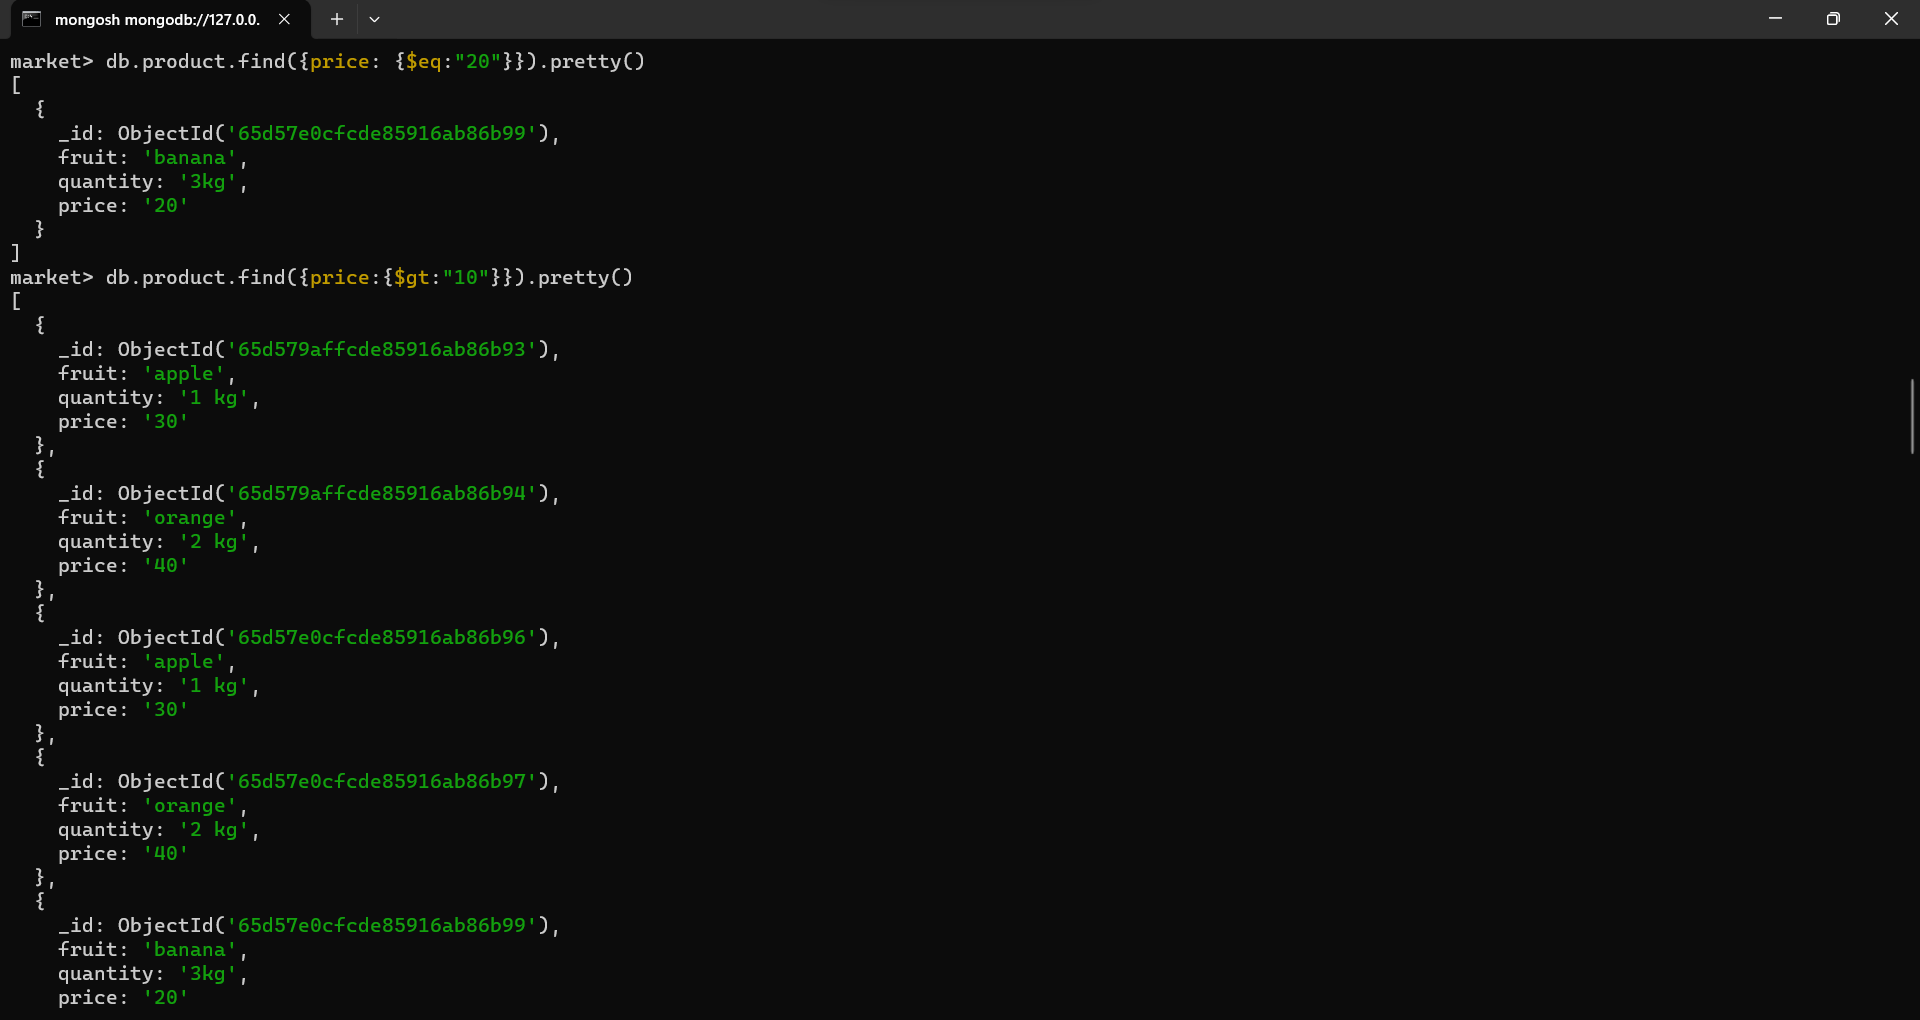 mongosh mongodb://127.0.0.
market> db.product.find({price: {$eq:"20"}}).pretty()
[
  {
    _id: ObjectId('65d57e0cfcde85916ab86b99'),
    fruit: 'banana',
    quantity: '3kg',
    price: '20'
  }
]
market> db.product.find({price:{$gt:"10"}}).pretty()
[
  {
    _id: ObjectId('65d579affcde85916ab86b93'),
    fruit: 'apple',
    quantity: '1 kg',
    price: '30'
  },
  {
    _id: ObjectId('65d579affcde85916ab86b94'),
    fruit: 'orange',
    quantity: '2 kg',
    price: '40'
  },
  {
    _id: ObjectId('65d57e0cfcde85916ab86b96'),
    fruit: 'apple',
    quantity: '1 kg',
    price: '30'
  },
  {
    _id: ObjectId('65d57e0cfcde85916ab86b97'),
    fruit: 'orange',
    quantity: '2 kg',
    price: '40'
  },
  {
    _id: ObjectId('65d57e0cfcde85916ab86b99'),
    fruit: 'banana',
    quantity: '3kg',
    price: '20'